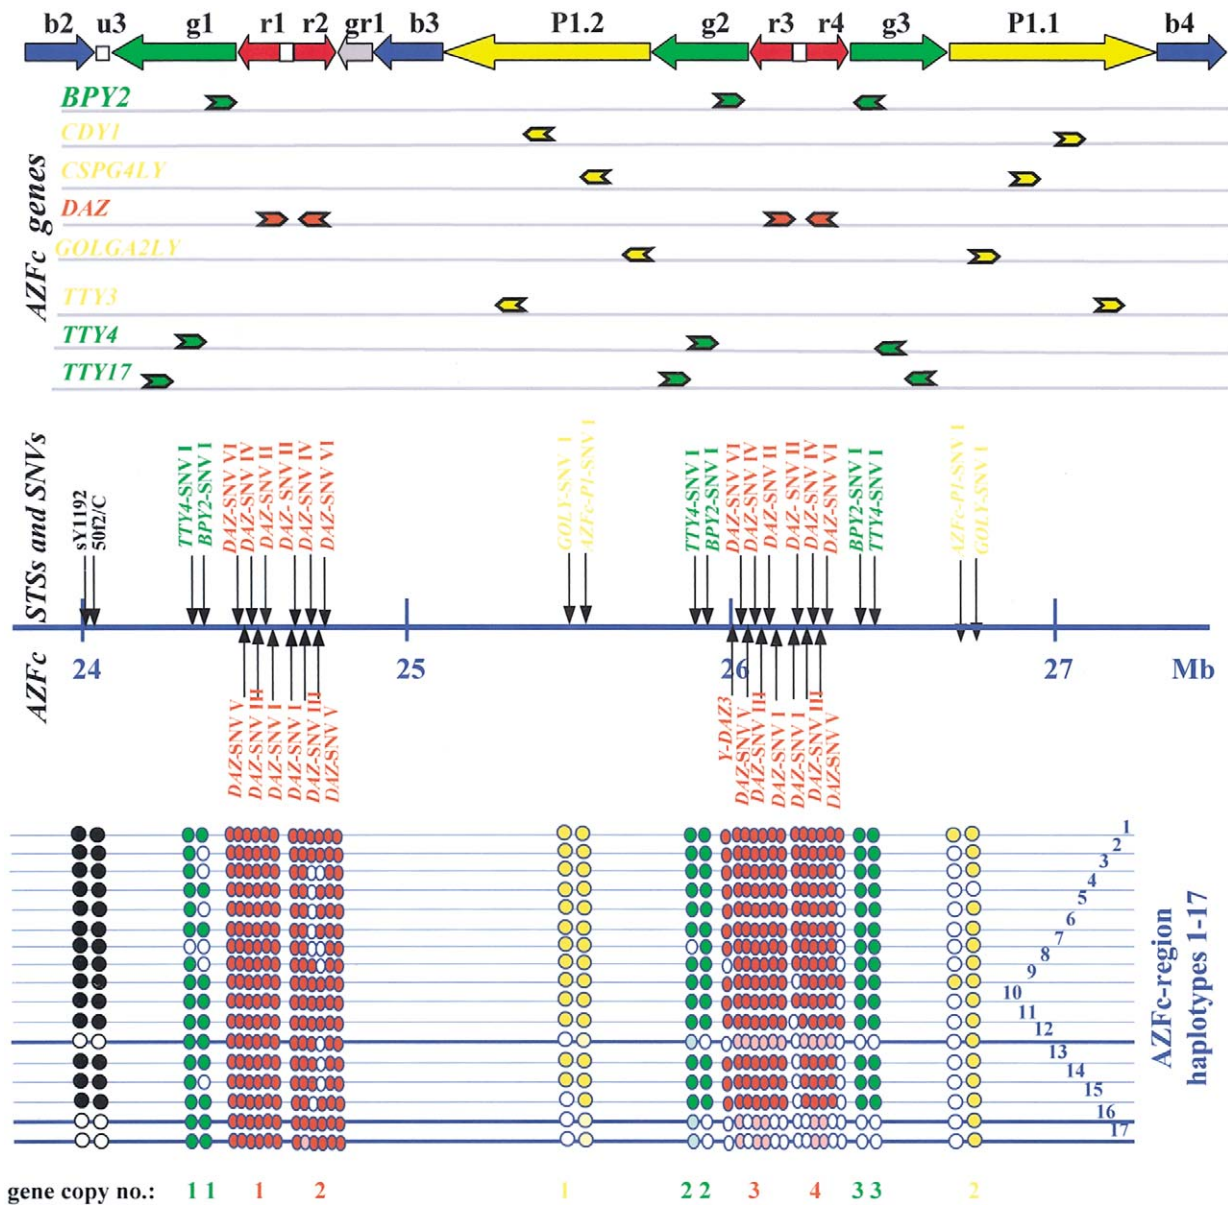 b2 u3 g1 r1 r2 gr1 b3 P1.2 g2 r3 r4 g3 P1.1 b4
AZFc genes
BPY2
CDY1
CSPG4LY
DAZ
GOLGA2LY
TTY3
TTY4
TTY17
AZFc STSs and SNVs
sY1192
50f2/C
TTY4-SNV I
BPY2-SNV I
DAZ-SNV VI
DAZ-SNV IV
DAZ-SNV II
DAZ- SNV II
DAZ-SNV IV
DAZ-SNV VI
GOLY-SNV I
AZFc-P1-SNV I
TTY4-SNV I
BPY2-SNV I
DAZ-SNV VI
DAZ-SNV IV
DAZ-SNV II
DAZ-SNV II
DAZ-SNV IV
DAZ-SNV VI
BPY2-SNV I
TTY4-SNV I
AZFc-P1-SNV I
GOLY-SNV I
24 25 26 27 Mb
DAZ-SNV V
DAZ-SNV III
DAZ-SNV I
DAZ-SNV I
DAZ-SNV III
DAZ-SNV V
Y-DAZ3
DAZ-SNV V
DAZ-SNV III
DAZ-SNV I
DAZ-SNV I
DAZ-SNV III
DAZ-SNV V
1
2
3
4
5
6
7
8
9
10
11
12
13
14
15
16
17
AZFc-region
haplotypes 1-17
gene copy no.: 1 1 1 2 1 2 2 3 4 3 3 2